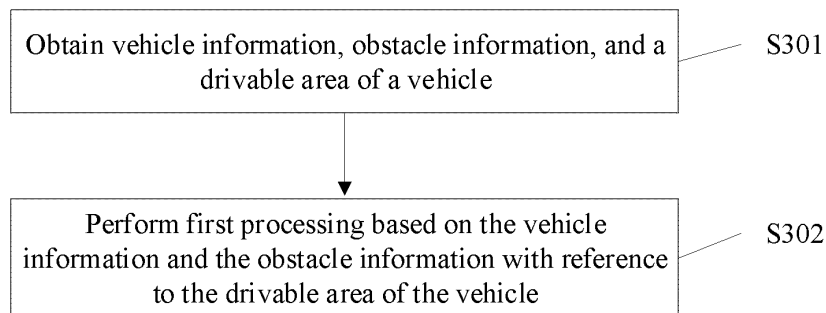 Obtain vehicle information, obstacle information, and a
drivable area of a vehicle
S301
Perform first processing based on the vehicle
information and the obstacle information with reference
to the drivable area of the vehicle
S302